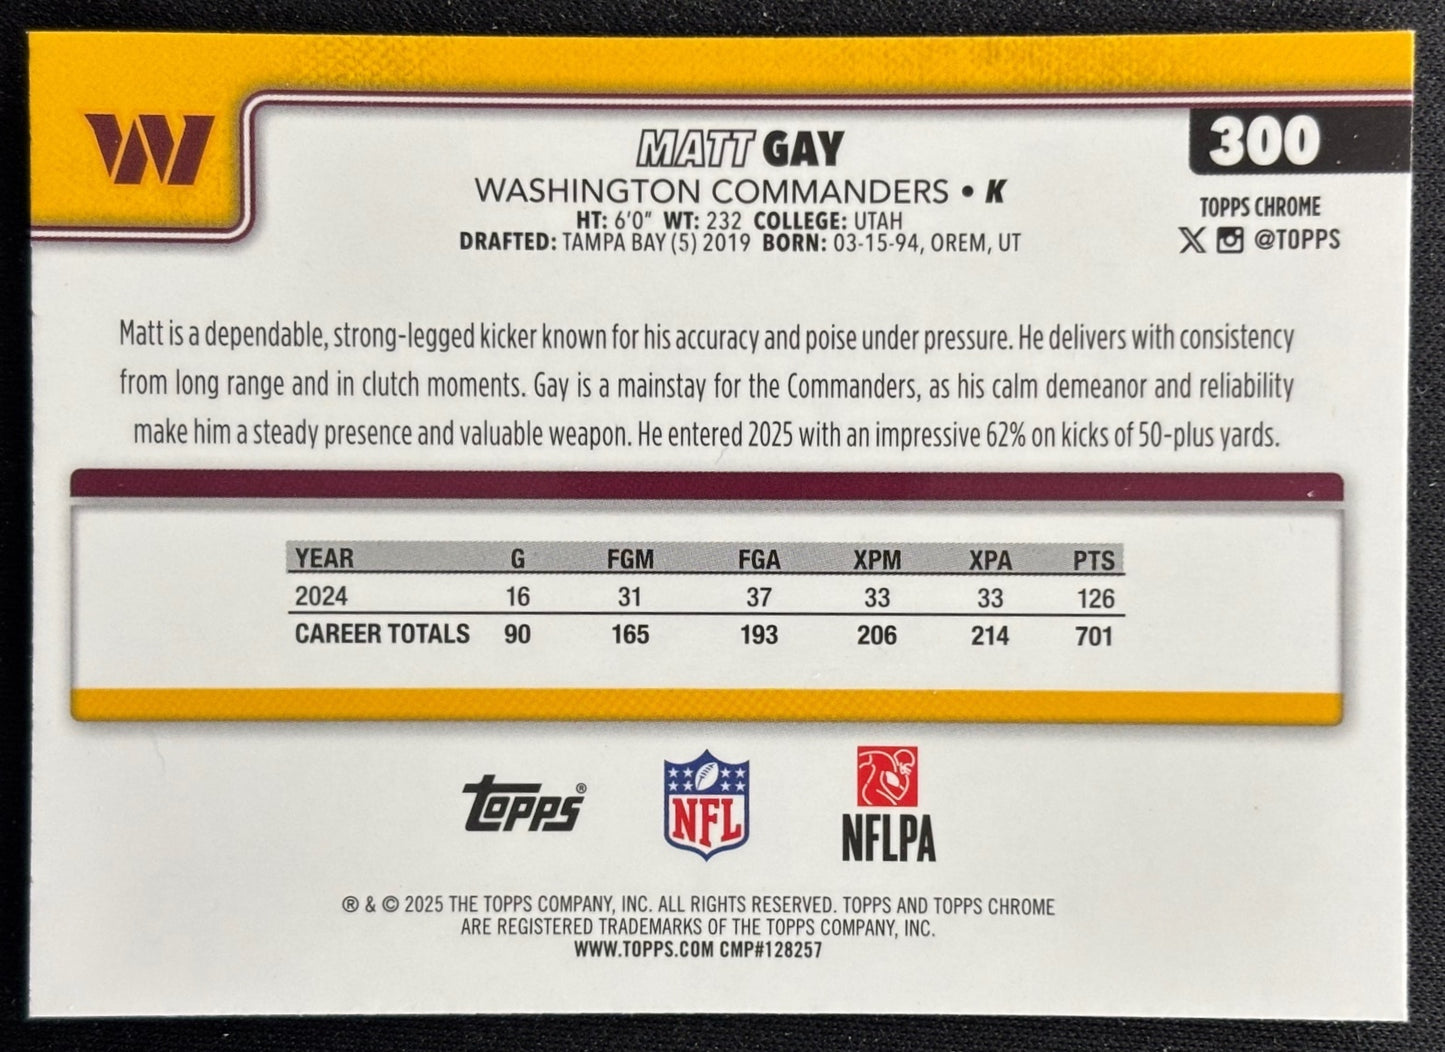 W
300
MATT GAY
WASHINGTON COMMANDERS • K
HT: 6'0" WT: 232 COLLEGE: UTAH
DRAFTED: TAMPA BAY (5) 2019 BORN: 03-15-94, OREM, UT
TOPPS CHROME
X @TOPPS
Matt is a dependable, strong-legged kicker known for his accuracy and poise under pressure. He delivers with consistency
from long range and in clutch moments. Gay is a mainstay for the Commanders, as his calm demeanor and reliability
make him a steady presence and valuable weapon. He entered 2025 with an impressive 62% on kicks of 50-plus yards.
YEAR G FGM FGA XPM XPA PTS
2024 16 31 37 33 33 126
CAREER TOTALS 90 165 193 206 214 701
topps®
NFL
NFLPA
® & © 2025 THE TOPPS COMPANY, INC. ALL RIGHTS RESERVED. TOPPS AND TOPPS CHROME
ARE REGISTERED TRADEMARKS OF THE TOPPS COMPANY, INC.
WWW.TOPPS.COM CMP#128257